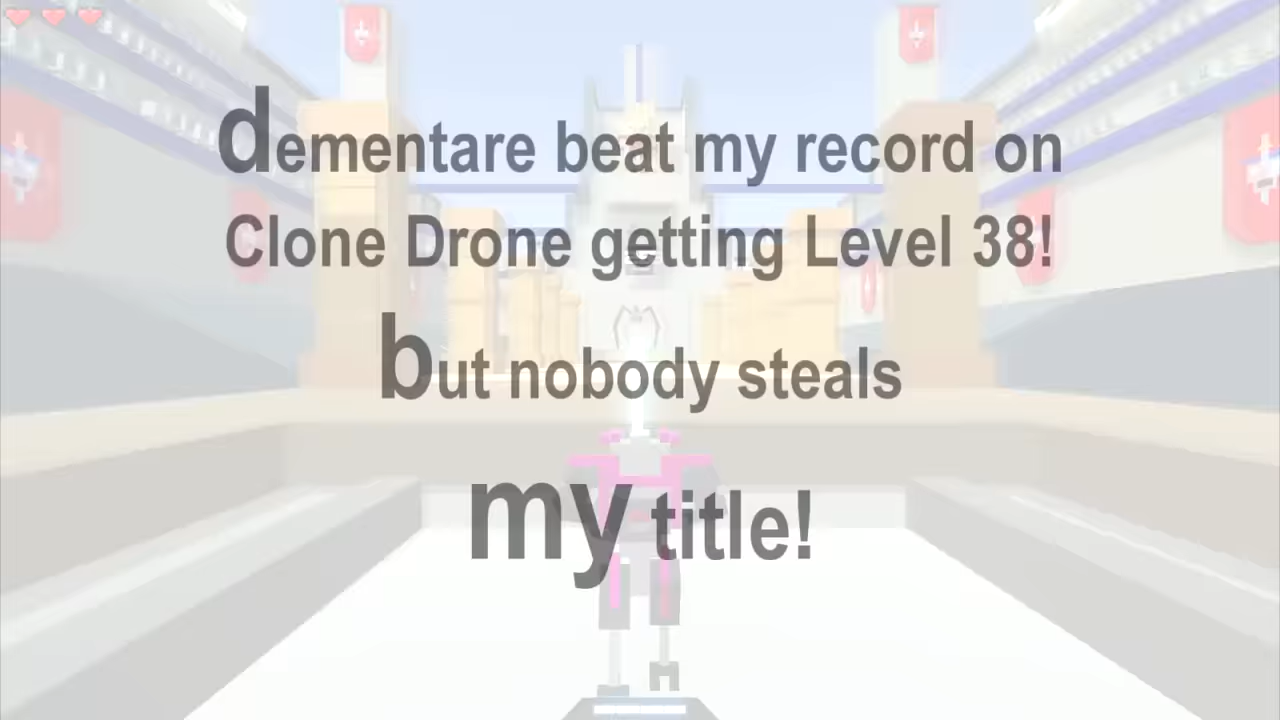 dementare beat my record on
Clone Drone getting Level 38!
but nobody steals
my title!